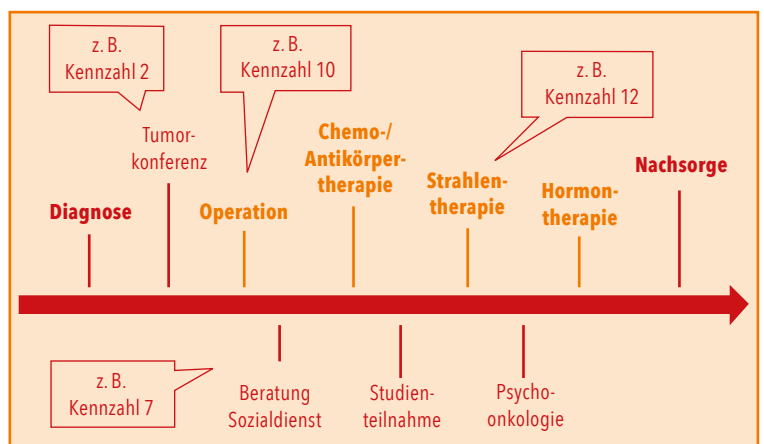 z. B.
Kennzahl 2
z. B.
Kennzahl 10
z. B.
Kennzahl 12
Tumor-
konferenz
Chemo-/
Antikörper-
therapie
Diagnose
Operation
Strahlen-
therapie
Hormon-
therapie
Nachsorge
z. B.
Kennzahl 7
Beratung
Sozialdienst
Studien-
teilnahme
Psycho-
onkologie